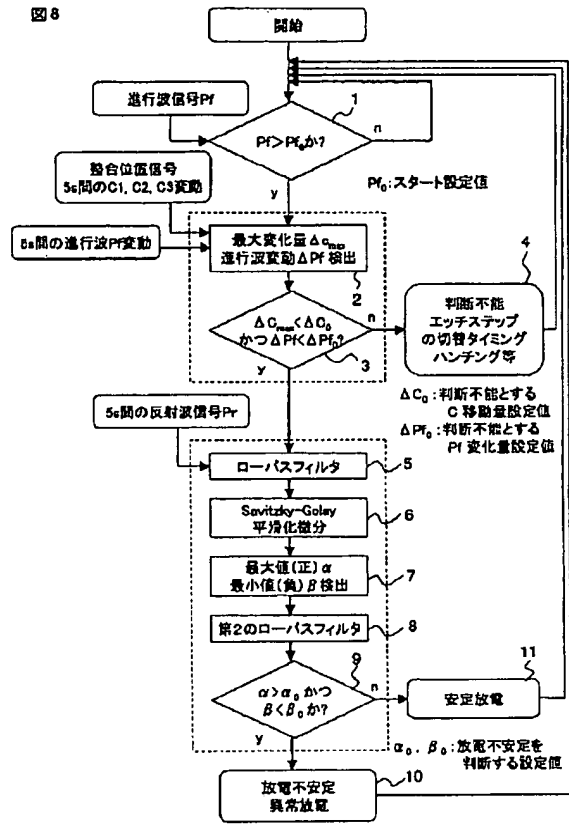 図8
開始
進行波信号Pf
1
Pf>Pf₀か?
n
y
Pf₀:スタート設定値
整合位置信号
5s間のC1, C2, C3変動
5s間の進行波Pf変動
最大変化量ΔCmax
進行波変動ΔPf検出
2
ΔCmax<ΔC₀
かつΔPf<ΔPf₀?
n
3
y
4
判断不能
エッチステップ
の切替タイミング
ハンチング等
ΔC₀:判断不能とする
C移動量設定値
ΔPf₀:判断不能とする
Pf変化量設定値
5s間の反射波信号Pr
ローパスフィルタ
5
Savitzky-Golay
平滑化微分
6
最大値(正)α
最小値(負)β検出
7
第2のローパスフィルタ
8
9
α>α₀かつ
β<β₀か?
n
y
11
安定放電
α₀, β₀:放電不安定を
判断する設定値
放電不安定
異常放電
10